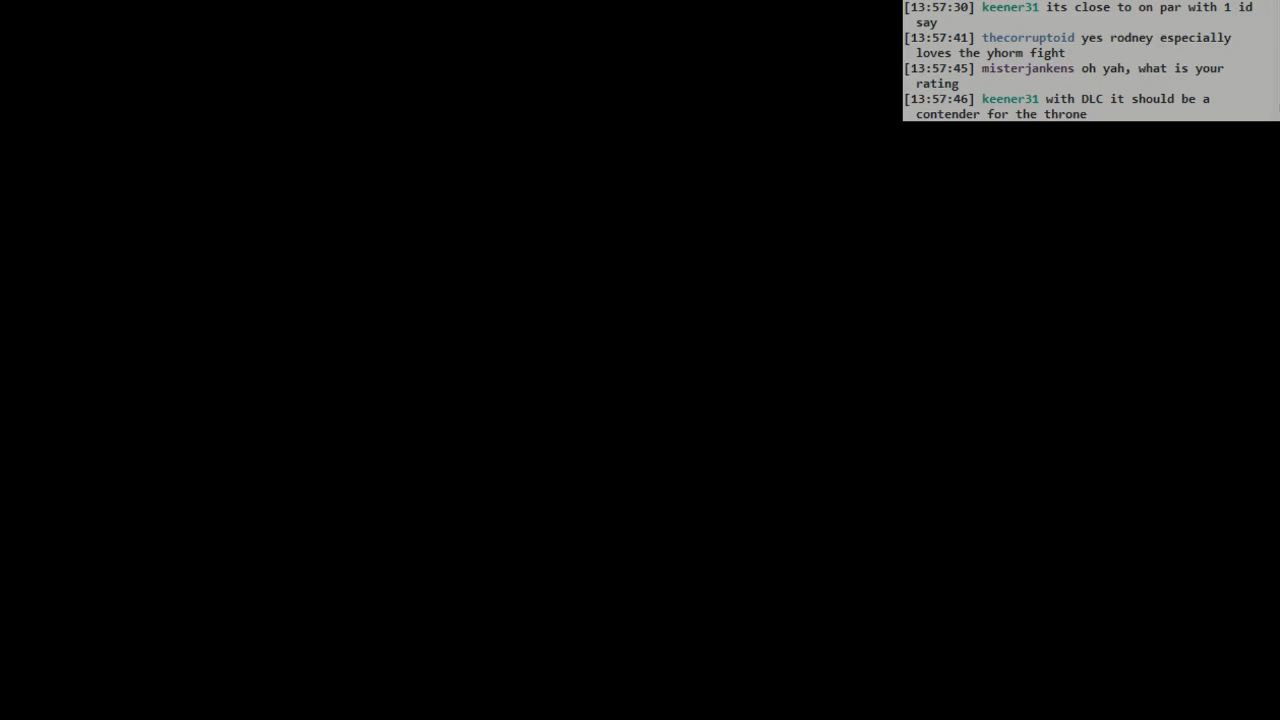 [13:57:30] keener31 its close to on par with 1 id
say
[13:57:41] thecorruptoid yes rodney especially
loves the yhorm fight
[13:57:45] misterjankens oh yah, what is your
rating
[13:57:46] keener31 with DLC it should be a
contender for the throne